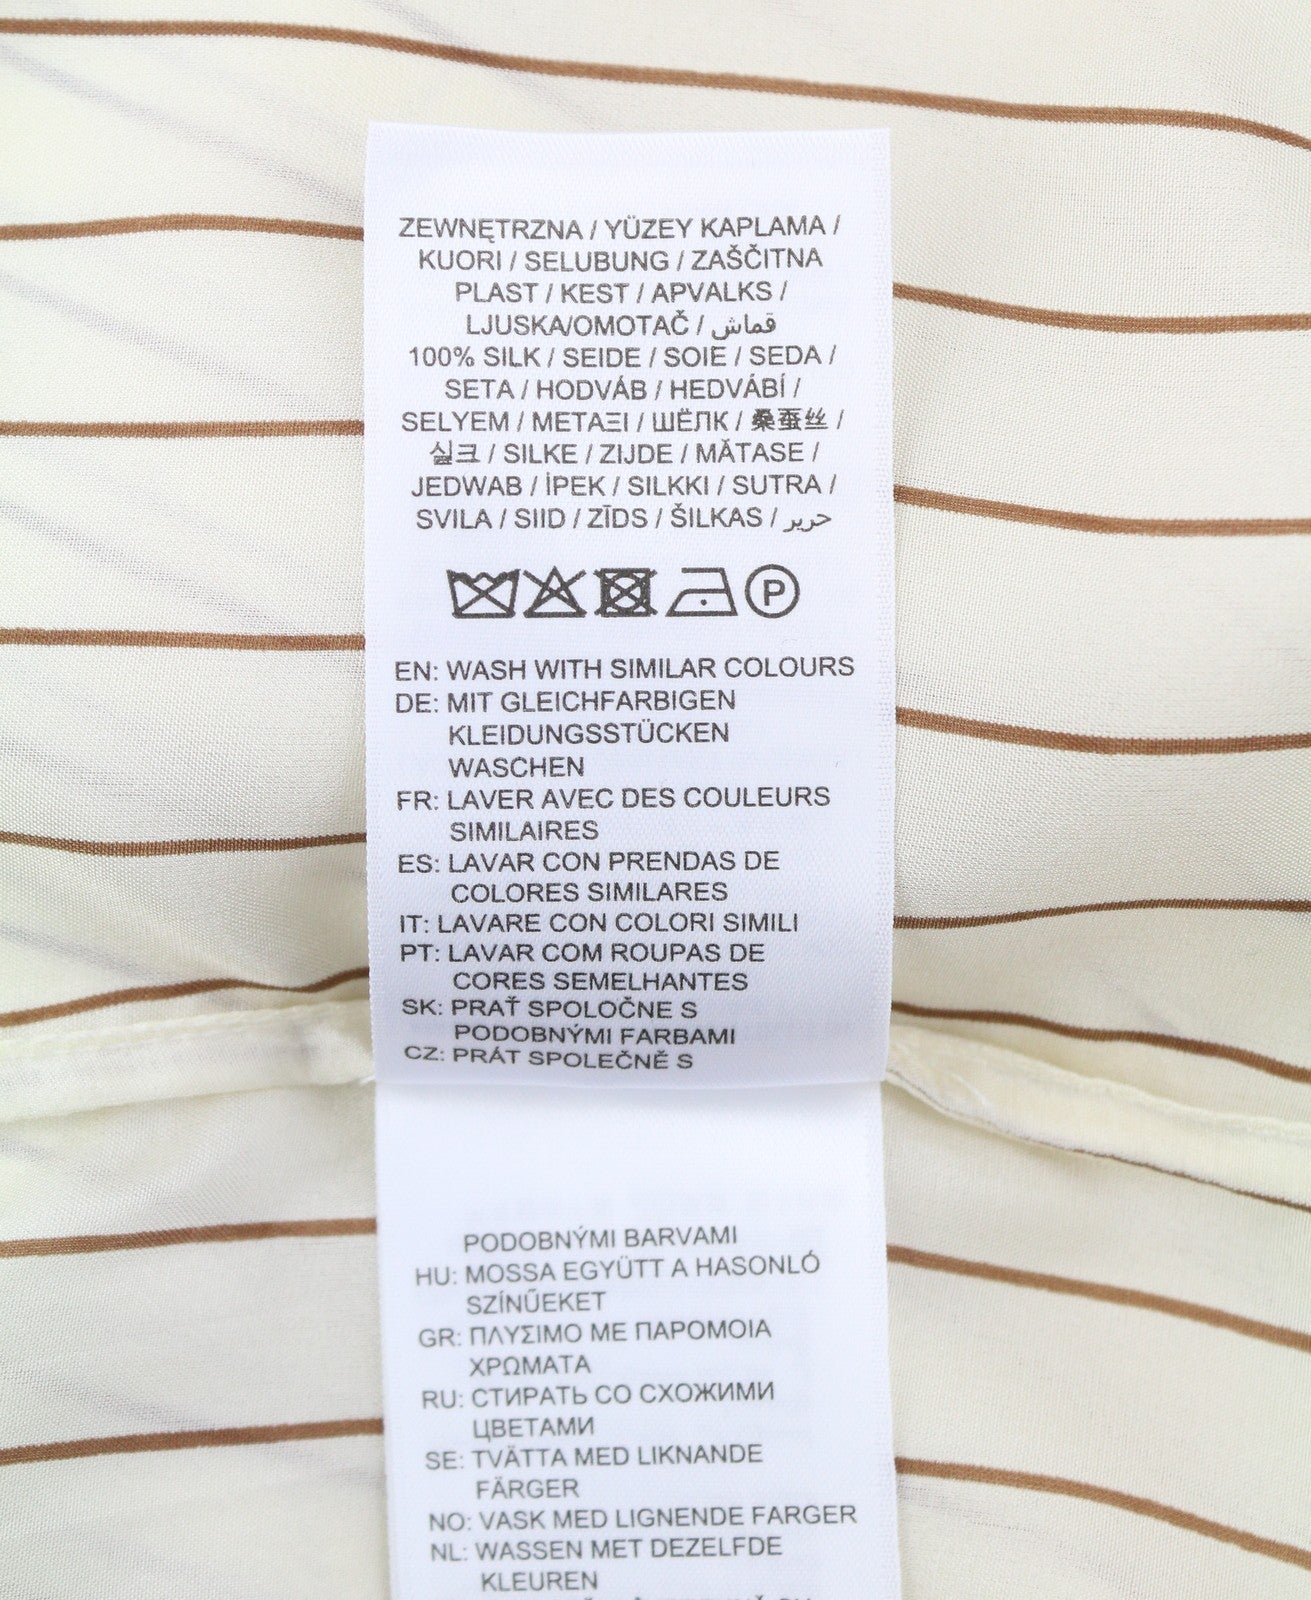 ZEWNĘTRZNA / YÜZEY KAPLAMA /
KUORI / SELUBUNG / ZAŠČITNA
PLAST / KEST / APVALKS /
LJUSKA/OMOTAČ / قماش
100% SILK / SEIDE / SOIE / SEDA /
SETA / HODVÁB / HEDVÁBÍ /
SELYEM / ΜΕΤΑΞΙ / ШЁЛК / 桑蚕丝 /
실크 / SILKE / ZIJDE / MĂTASE /
JEDWAB / İPEK / SILKKI / SUTRA /
SVILA / SIID / ZĪDS / ŠILKAS / حرير
P
EN: WASH WITH SIMILAR COLOURS
DE: MIT GLEICHFARBIGEN
KLEIDUNGSSTÜCKEN
WASCHEN
FR: LAVER AVEC DES COULEURS
SIMILAIRES
ES: LAVAR CON PRENDAS DE
COLORES SIMILARES
IT: LAVARE CON COLORI SIMILI
PT: LAVAR COM ROUPAS DE
CORES SEMELHANTES
SK: PRAŤ SPOLOČNE S
PODOBNÝMI FARBAMI
CZ: PRÁT SPOLEČNĚ S
PODOBNÝMI BARVAMI
HU: MOSSA EGYÜTT A HASONLÓ
SZÍNŰEKET
GR: ΠΛΥΣΙΜΟ ΜΕ ΠΑΡΟΜΟΙΑ
ΧΡΩΜΑΤΑ
RU: СТИРАТЬ СО СХОЖИМИ
ЦВЕТАМИ
SE: TVÄTTA MED LIKNANDE
FÄRGER
NO: VASK MED LIGNENDE FARGER
NL: WASSEN MET DEZELFDE
KLEUREN